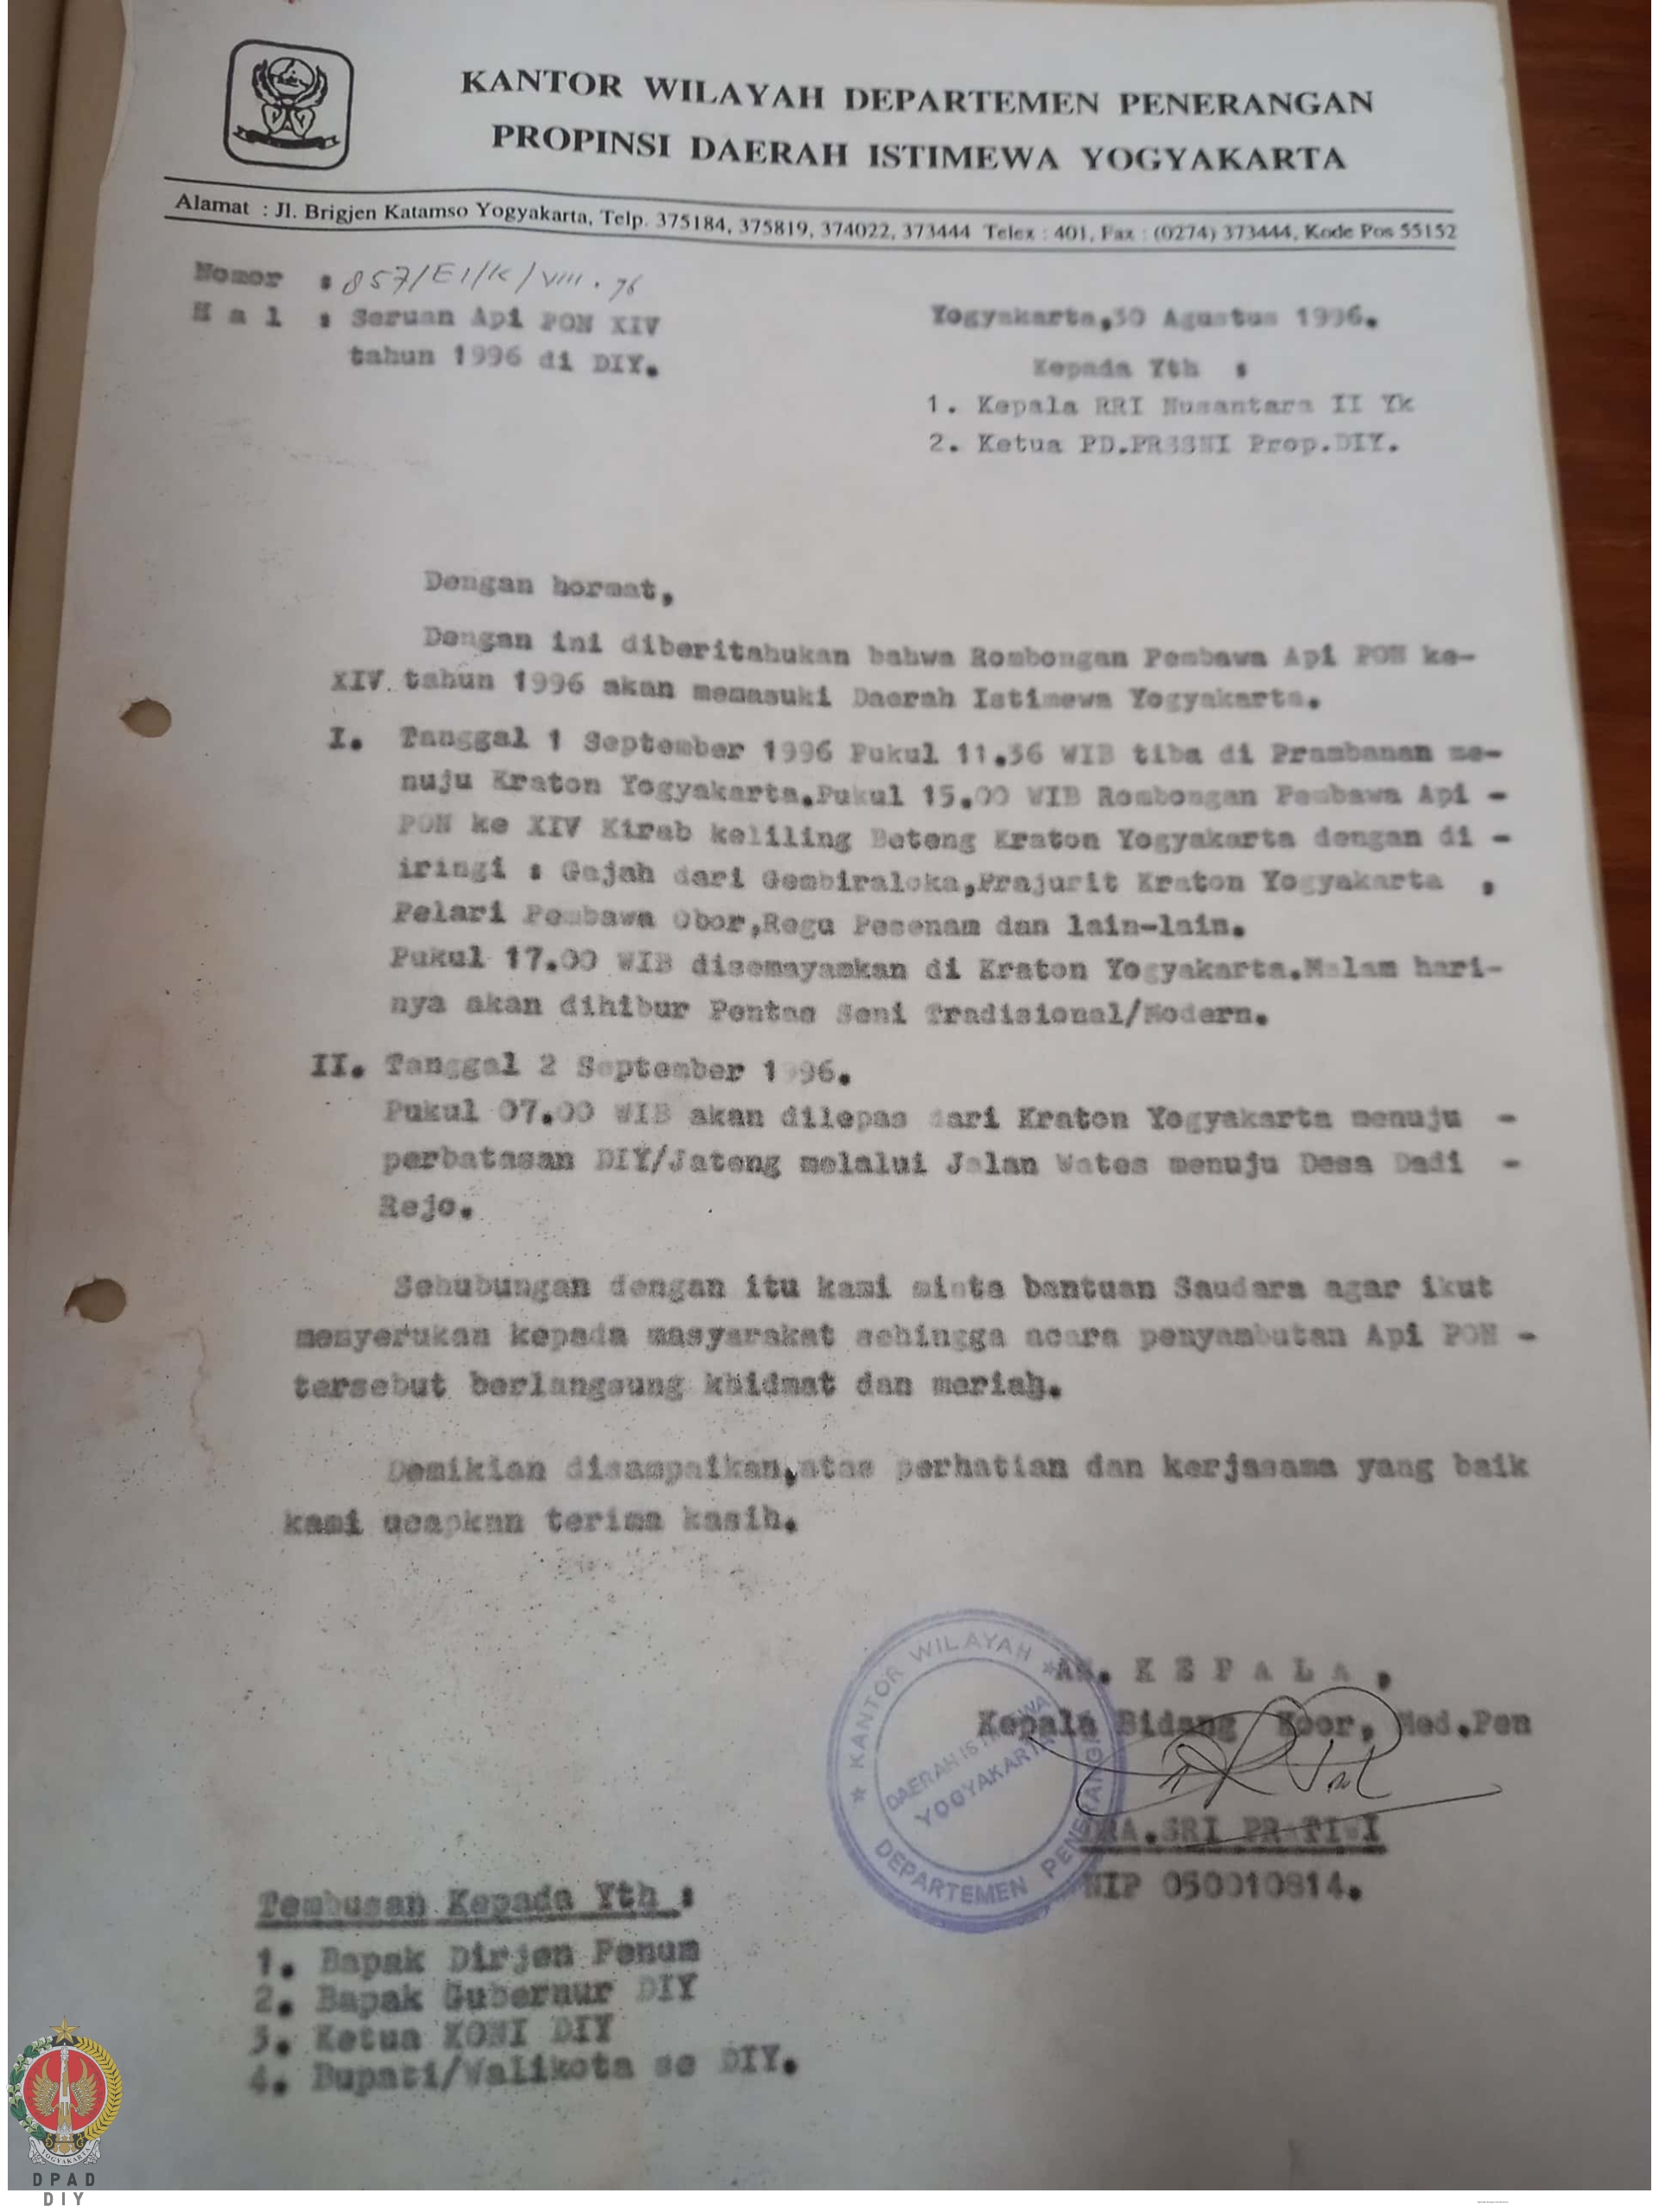 KANTOR WILAYAH DEPARTEMEN PENERANGAN
PROPINSI DAERAH ISTIMEWA YOGYAKARTA
Alamat : Jl. Brigjen Katamso Yogyakarta, Telp. 375184, 375819, 374022, 373444 Telex : 401, Fax : (0274) 373444, Kode Pos 55152
Nomor : 857/E1/K/VIII.96
H a l : Seruan Api PON XIV
tahun 1996 di DIY.
Yogyakarta,30 Agustus 1996.
Kepada Yth :
1. Kepala RRI Nusantara II Yk
2. Ketua PD.PRSSNI Prop.DIY.
Dengan hormat,
Dengan ini diberitahukan bahwa Rombongan Pembawa Api PON ke-
XIV tahun 1996 akan memasuki Daerah Istimewa Yogyakarta.
I. Tanggal 1 September 1996 Pukul 11.36 WIB tiba di Prambanan me-
nuju Kraton Yogyakarta.Pukul 15.00 WIB Rombongan Pembawa Api -
PON ke XIV Kirab keliling Beteng Kraton Yogyakarta dengan di -
iringi : Gajah dari Gembiraloka,Prajurit Kraton Yogyakarta ,
Pelari Pembawa Obor,Regu Pesenam dan lain-lain.
Pukul 17.00 WIB disemayamkan di Kraton Yogyakarta.Malam hari-
nya akan dihibur Pentas Seni Tradisional/Modern.
II. Tanggal 2 September 1996.
Pukul 07.00 WIB akan dilepas dari Kraton Yogyakarta menuju -
perbatasan DIY/Jateng melalui Jalan Wates menuju Desa Dadi -
Rejo.
Sehubungan dengan itu kami minta bantuan Saudara agar ikut
menyerukan kepada masyarakat sehingga acara penyambutan Api PON -
tersebut berlangsung khidmat dan meriah.
Demikian disampaikan,atas perhatian dan kerjasama yang baik
kami ucapkan terima kasih.
AN. K E P A L A ,
Kepala Bidang Koor, Med.Pen
DRA.SRI PRATIWI
NIP 050010814.
KANTOR WILAYAH
DAERAH ISTIMEWA
YOGYAKARTA
DEPARTEMEN PENERANGAN
Tembusan Kepada Yth :
1. Bapak Dirjen Penum
2. Bapak Gubernur DIY
3. Ketua KONI DIY
4. Bupati/Walikota se DIY.
YOGYAKARTA
DPAD
DIY